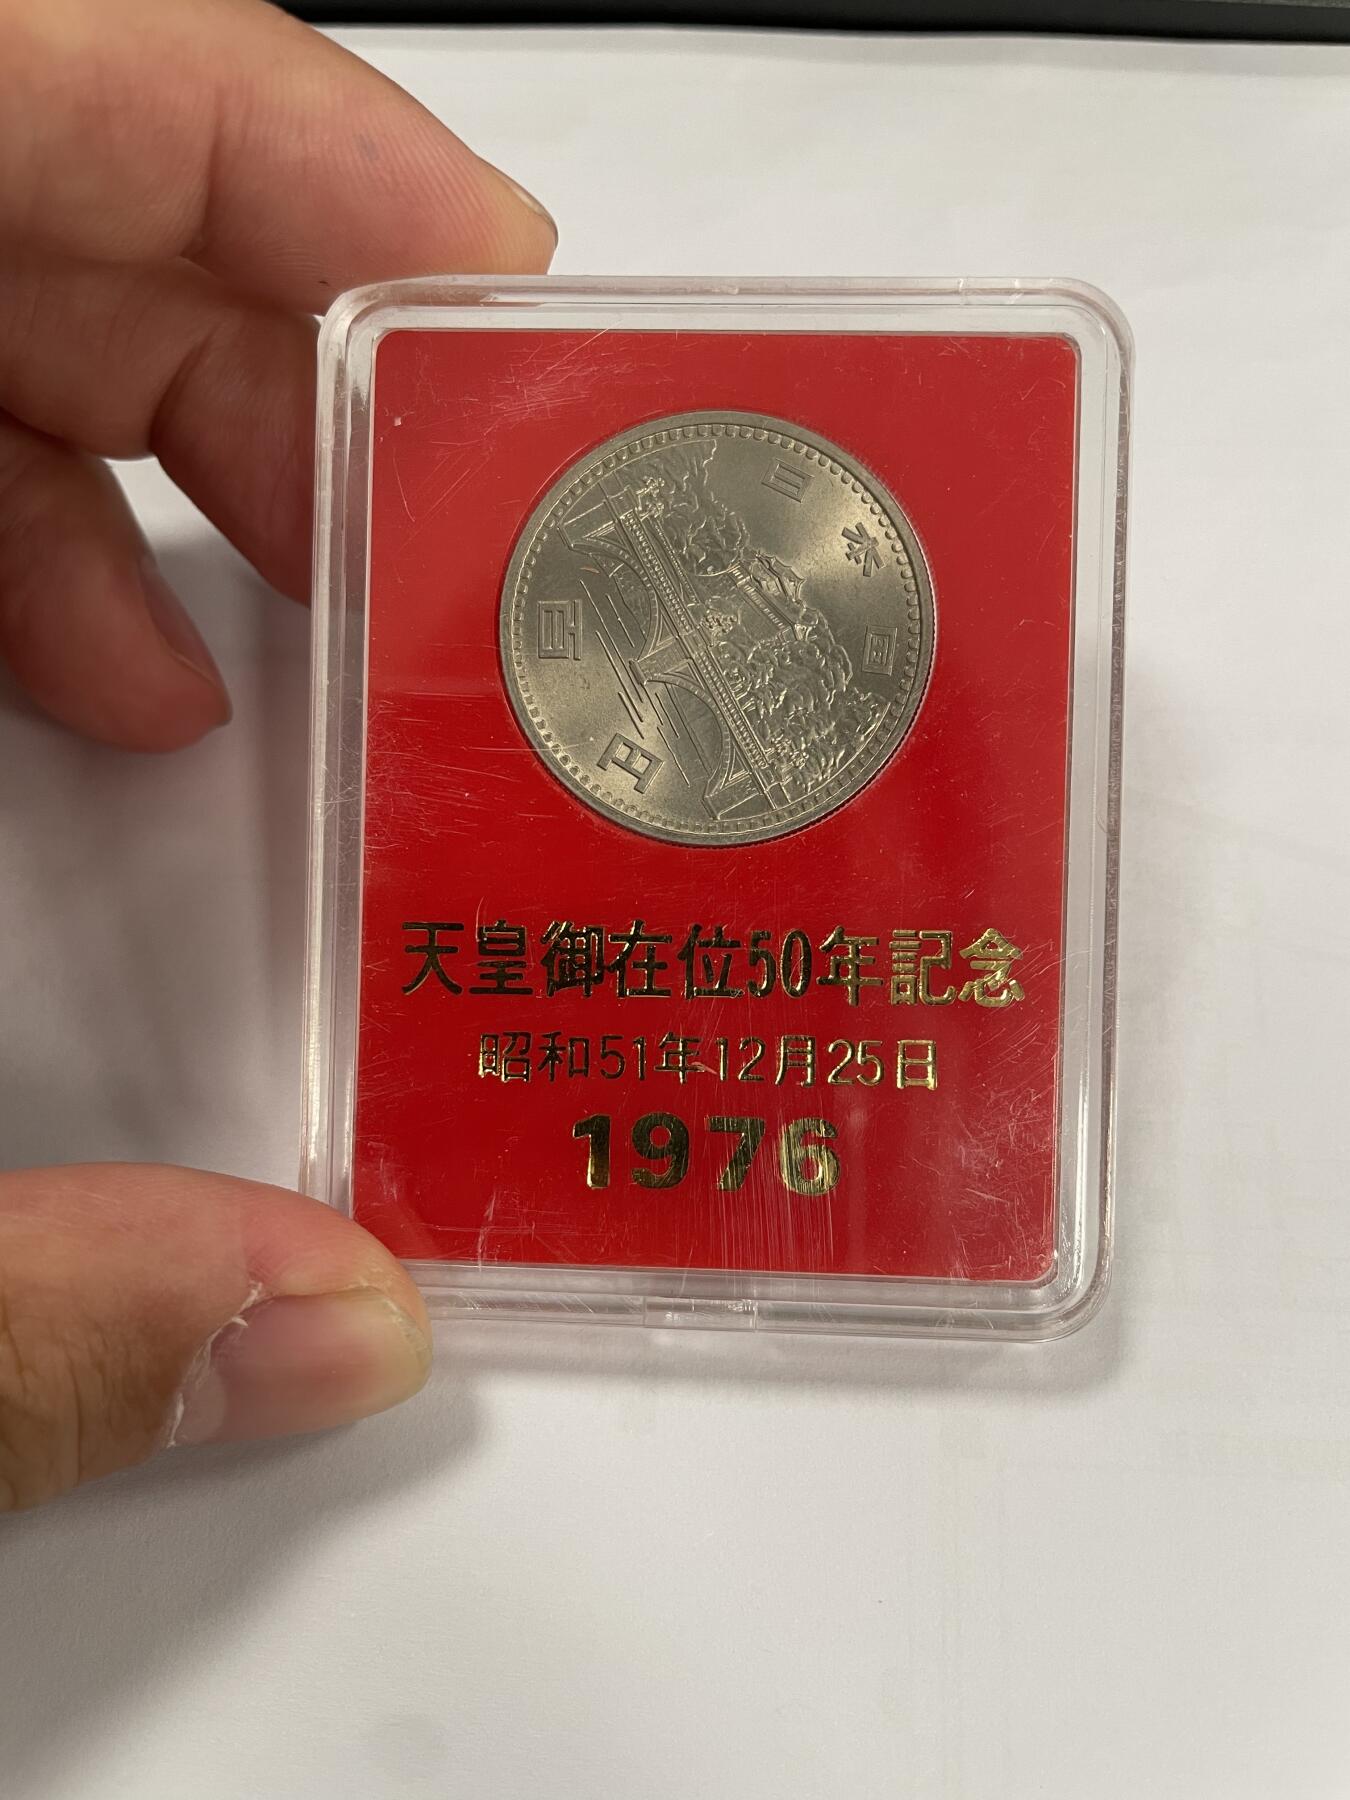 日本国
百円
天皇御在位50年記念
昭和51年12月25日
1976